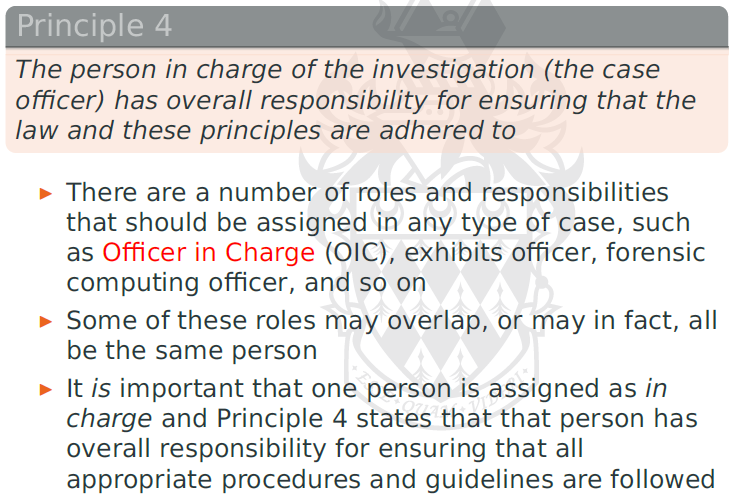 Principle 4
The person in charge of the investigation (the case
officer) has overall responsibility for ensuring that the
law and these principles are adhered to
▶ There are a number of roles and responsibilities
that should be assigned in any type of case, such
as Officer in Charge (OIC), exhibits officer, forensic
computing officer, and so on
▶ Some of these roles may overlap, or may in fact, all
be the same person
▶ It is important that one person is assigned as in
charge and Principle 4 states that that person has
overall responsibility for ensuring that all
appropriate procedures and guidelines are followed